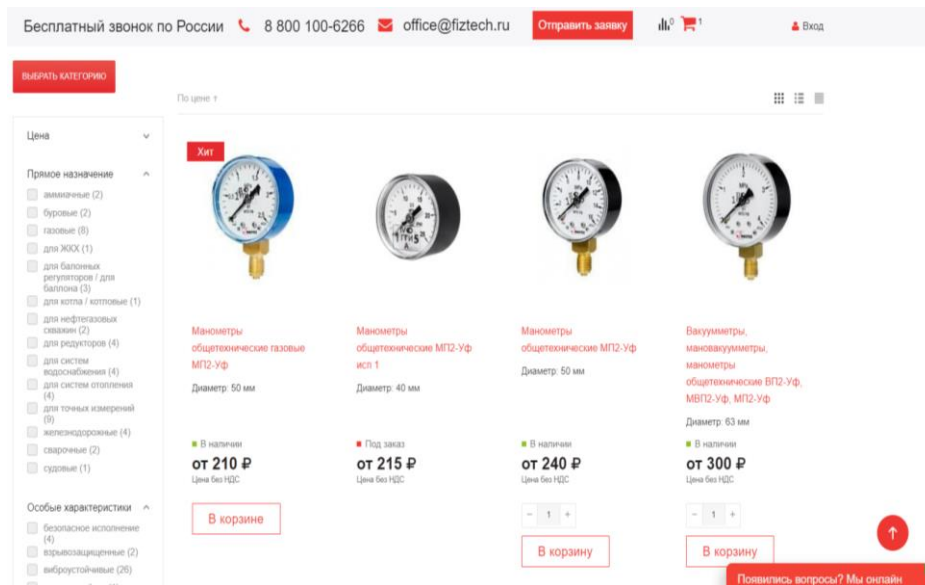 Бесплатный звонок по России 8 800 100-6266 office@fiztech.ru Отправить заявку 0 1 Вход
ВЫБРАТЬ КАТЕГОРИЮ
По цене ↑
Цена
Прямое назначение
аммиачные (2)
буровые (2)
газовые (8)
для ЖКХ (1)
для балонных
регуляторов / для
баллона (3)
для котла / котловые (1)
для нефтегазовых
скважин (2)
для редукторов (4)
для систем
водоснабжения (4)
для систем отопления
(4)
для точных измерений
(9)
железнодорожные (4)
сварочные (2)
судовые (1)
Особые характеристики
безопасное исполнение
(4)
взрывозащищенные (2)
виброустойчивые (26)
Хит
Манометры
общетехнические газовые
МП2-Уф
Диаметр: 50 мм
В наличии
от 210 ₽
Цена без НДС
В корзине
Манометры
общетехнические МП2-Уф
исп 1
Диаметр: 40 мм
Под заказ
от 215 ₽
Цена без НДС
Манометры
общетехнические МП2-Уф
Диаметр: 50 мм
В наличии
от 240 ₽
Цена без НДС
− 1 +
В корзину
Вакуумметры,
мановакуумметры,
манометры
общетехнические ВП2-Уф,
МВП2-Уф, МП2-Уф
Диаметр: 63 мм
В наличии
от 300 ₽
Цена без НДС
− 1 +
В корзину
Появились вопросы? Мы онлайн